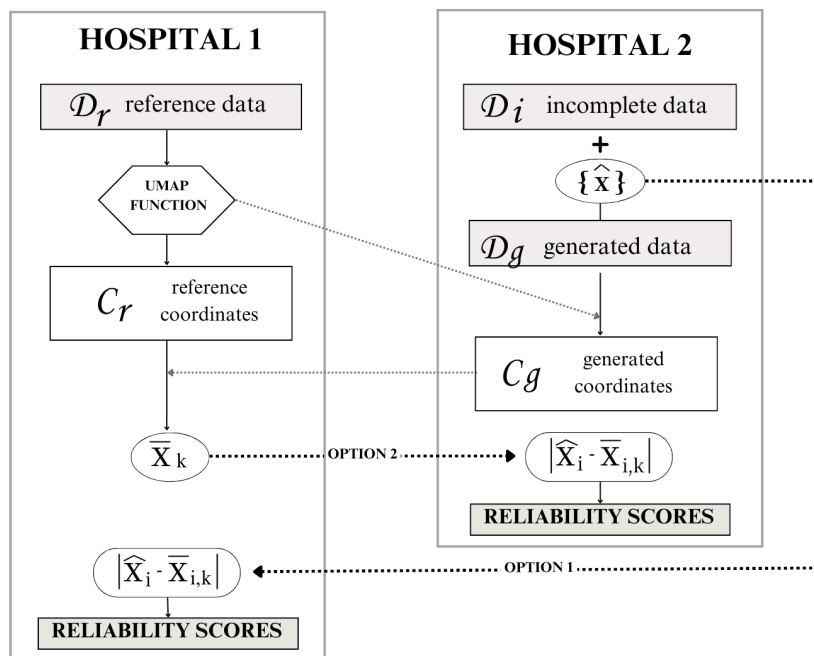 HOSPITAL 1
𝒟r reference data
UMAP
FUNCTION
Cr reference
coordinates
x̅ k
|x̂i - x̅i,k|
RELIABILITY SCORES
HOSPITAL 2
𝒟i incomplete data
+
{ x̂ }
𝒟g generated data
Cg generated
coordinates
OPTION 2
|x̂i - x̅i,k|
RELIABILITY SCORES
OPTION 1